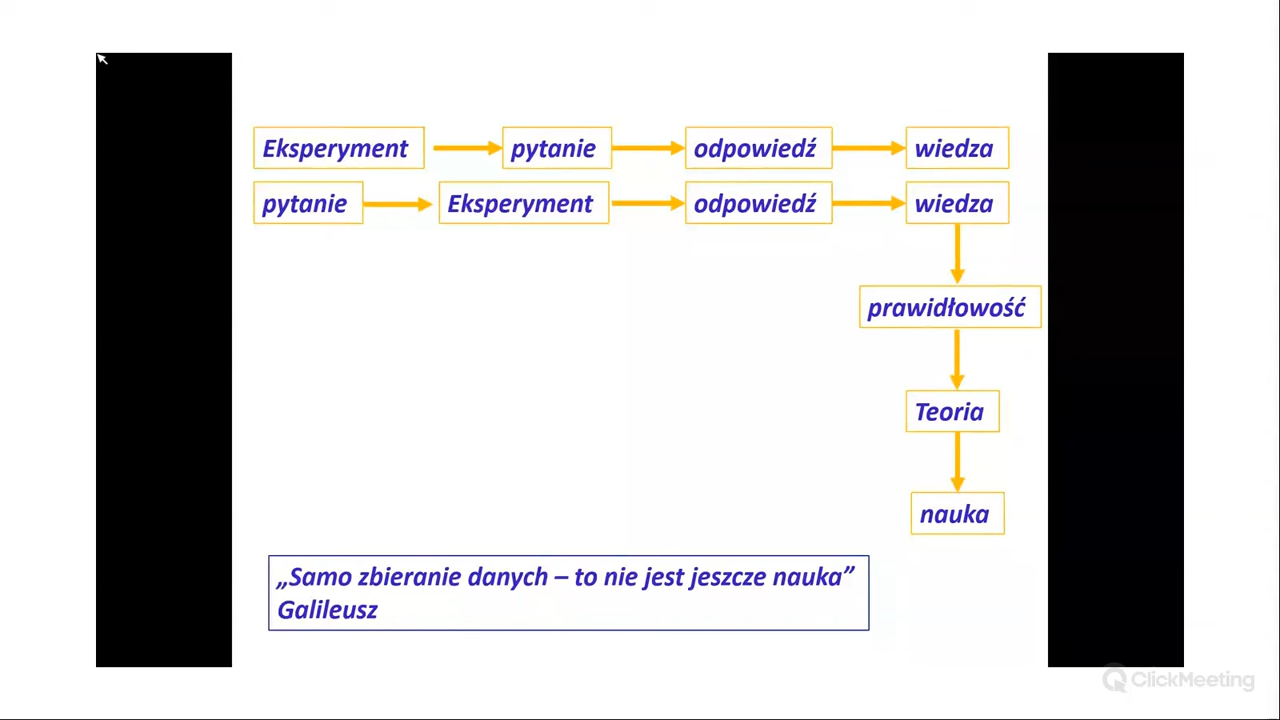 Eksperyment pytanie odpowiedź wiedza
pytanie Eksperyment odpowiedź wiedza
prawidłowość
Teoria
nauka
„Samo zbieranie danych – to nie jest jeszcze nauka”
Galileusz
ClickMeeting